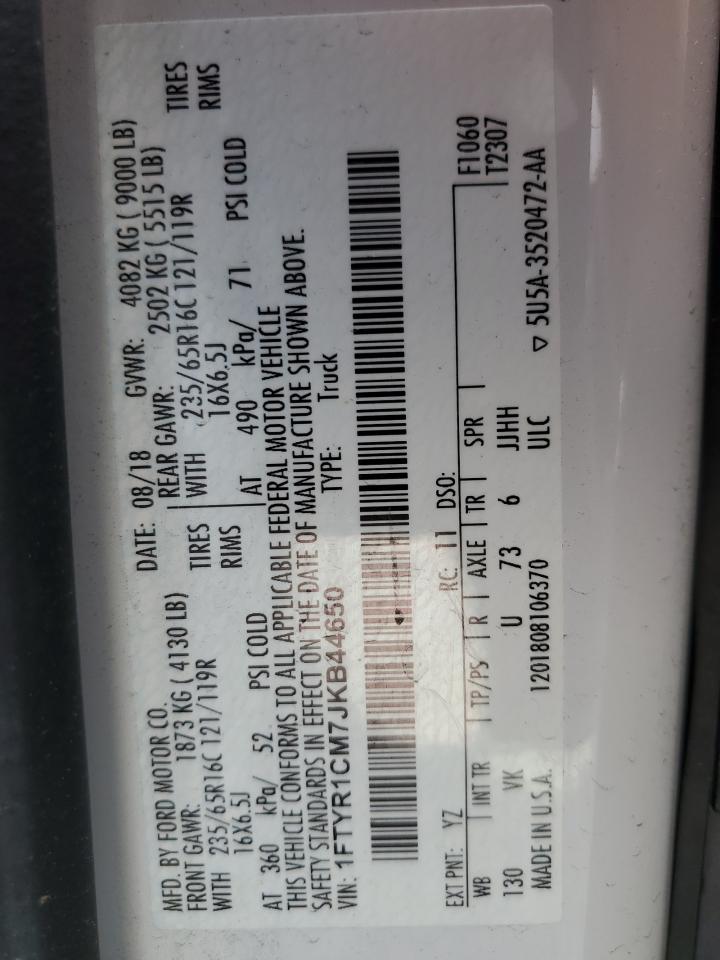 MFD. BY FORD MOTOR CO. DATE: 08/18 GVWR: 4082 KG ( 9000 LB)
FRONT GAWR: 1873 KG ( 4130 LB) REAR GAWR: 2502 KG ( 5515 LB)
WITH 235/65R16C 121/119R TIRES WITH 235/65R16C 121/119R TIRES
16X6.5J RIMS 16X6.5J RIMS
AT 360 kPa/ 52 PSI COLD AT 490 kPa/ 71 PSI COLD
THIS VEHICLE CONFORMS TO ALL APPLICABLE FEDERAL MOTOR VEHICLE
SAFETY STANDARDS IN EFFECT ON THE DATE OF MANUFACTURE SHOWN ABOVE.
VIN: 1FTYR1CM7JKB44650 TYPE: Truck
EXT PNT: YZ RC: 11 DSO: F1060
WB INT TR TP/PS R AXLE TR SPR T2307
130 VK U 73 6 JJHH
MADE IN U.S.A. 1201808106370 ULC ▽ 5U5A-3520472-AA